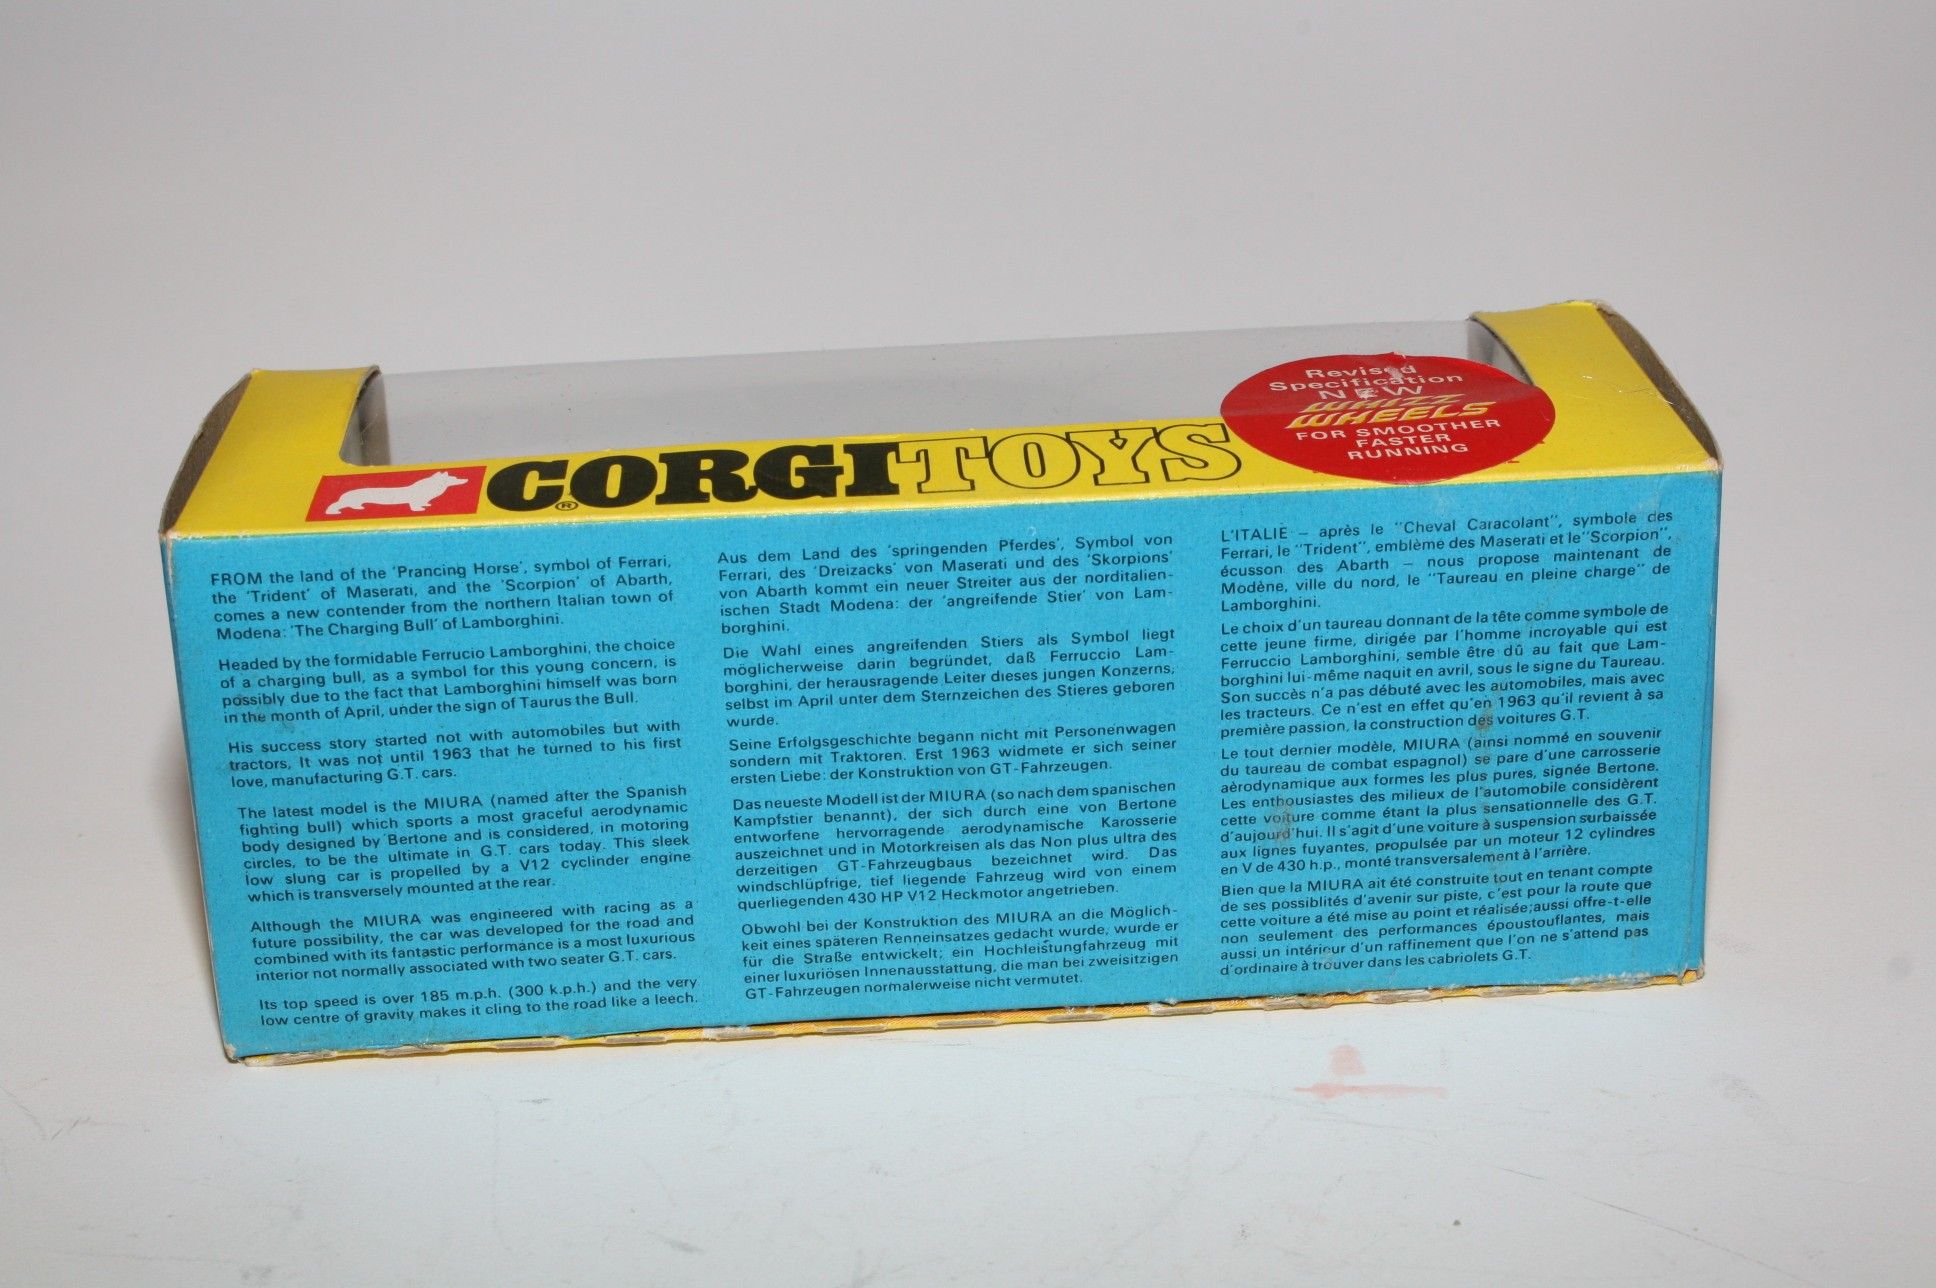 CORGI TOYS
®
Revised
Specification
NEW
WHIZZ
WHEELS
FOR SMOOTHER
FASTER
RUNNING
FROM the land of the 'Prancing Horse', symbol of Ferrari,
the 'Trident' of Maserati, and the 'Scorpion' of Abarth,
comes a new contender from the northern Italian town of
Modena: 'The Charging Bull' of Lamborghini.
Headed by the formidable Ferrucio Lamborghini, the choice
of a charging bull, as a symbol for this young concern, is
possibly due to the fact that Lamborghini himself was born
in the month of April, under the sign of Taurus the Bull.
His success story started not with automobiles but with
tractors, It was not until 1963 that he turned to his first
love, manufacturing G.T. cars.
The latest model is the MIURA (named after the Spanish
fighting bull) which sports a most graceful aerodynamic
body designed by Bertone and is considered, in motoring
circles, to be the ultimate in G.T. cars today. This sleek
low slung car is propelled by a V12 cyclinder engine
which is transversely mounted at the rear.
Although the MIURA was engineered with racing as a
future possibility, the car was developed for the road and
combined with its fantastic performance is a most luxurious
interior not normally associated with two seater G.T. cars.
Its top speed is over 185 m.p.h. (300 k.p.h.) and the very
low centre of gravity makes it cling to the road like a leech.
Aus dem Land des 'springenden Pferdes', Symbol von
Ferrari, des 'Dreizacks' von Maserati und des 'Skorpions'
von Abarth kommt ein neuer Streiter aus der norditalien-
ischen Stadt Modena: der 'angreifende Stier' von Lam-
borghini.
Die Wahl eines angreifenden Stiers als Symbol liegt
möglicherweise darin begründet, daß Ferruccio Lam-
borghini, der herausragende Leiter dieses jungen Konzerns,
selbst im April unter dem Sternzeichen des Stieres geboren
wurde.
Seine Erfolgsgeschichte begann nicht mit Personenwagen
sondern mit Traktoren. Erst 1963 widmete er sich seiner
ersten Liebe: der Konstruktion von GT-Fahrzeugen.
Das neueste Modell ist der MIURA (so nach dem spanischen
Kampfstier benannt), der sich durch eine von Bertone
entworfene hervorragende aerodynamische Karosserie
auszeichnet und in Motorkreisen als das Non plus ultra des
derzeitigen GT-Fahrzeugbaus bezeichnet wird. Das
windschlüpfrige, tief liegende Fahrzeug wird von einem
querliegenden 430 HP V12 Heckmotor angetrieben.
Obwohl bei der Konstruktion des MIURA an die Möglich-
keit eines späteren Renneinsatzes gedacht wurde, wurde er
für die Straße entwickelt; ein Hochleistungfahrzeug mit
einer luxuriösen Innenausstattung, die man bei zweisitzigen
GT-Fahrzeugen normalerweise nicht vermutet.
L'ITALIE – après le "Cheval Caracolant", symbole des
Ferrari, le "Trident", emblème des Maserati et le "Scorpion",
écusson des Abarth – nous propose maintenant de
Modène, ville du nord, le "Taureau en pleine charge" de
Lamborghini.
Le choix d'un taureau donnant de la tête comme symbole de
cette jeune firme, dirigée par l'homme incroyable qui est
Ferruccio Lamborghini, semble être dû au fait que Lam-
borghini lui-même naquit en avril, sous le signe du Taureau.
Son succès n'a pas débuté avec les automobiles, mais avec
les tracteurs. Ce n'est en effet qu'en 1963 qu'il revient à sa
première passion, la construction des voitures G.T.
Le tout dernier modèle, MIURA (ainsi nommé en souvenir
du taureau de combat espagnol) se pare d'une carrosserie
aèrodynamique aux formes les plus pures, signée Bertone.
Les enthousiastes des milieux de l'automobile considèrent
cette voiture comme étant la plus sensationnelle des G.T.
d'aujourd'hui. Il s'agit d'une voiture à suspension surbaissée
aux lignes fuyantes, propulsée par un moteur 12 cylindres
en V de 430 h.p., monté transversalement à l'arrière.
Bien que la MIURA ait été construite tout en tenant compte
de ses possiblités d'avenir sur piste, c'est pour la route que
cette voiture a été mise au point et réalisée;aussi offre-t-elle
non seulement des performances époustouflantes, mais
aussi un intérieur d'un raffinement que l'on ne s'attend pas
d'ordinaire à trouver dans les cabriolets G.T.